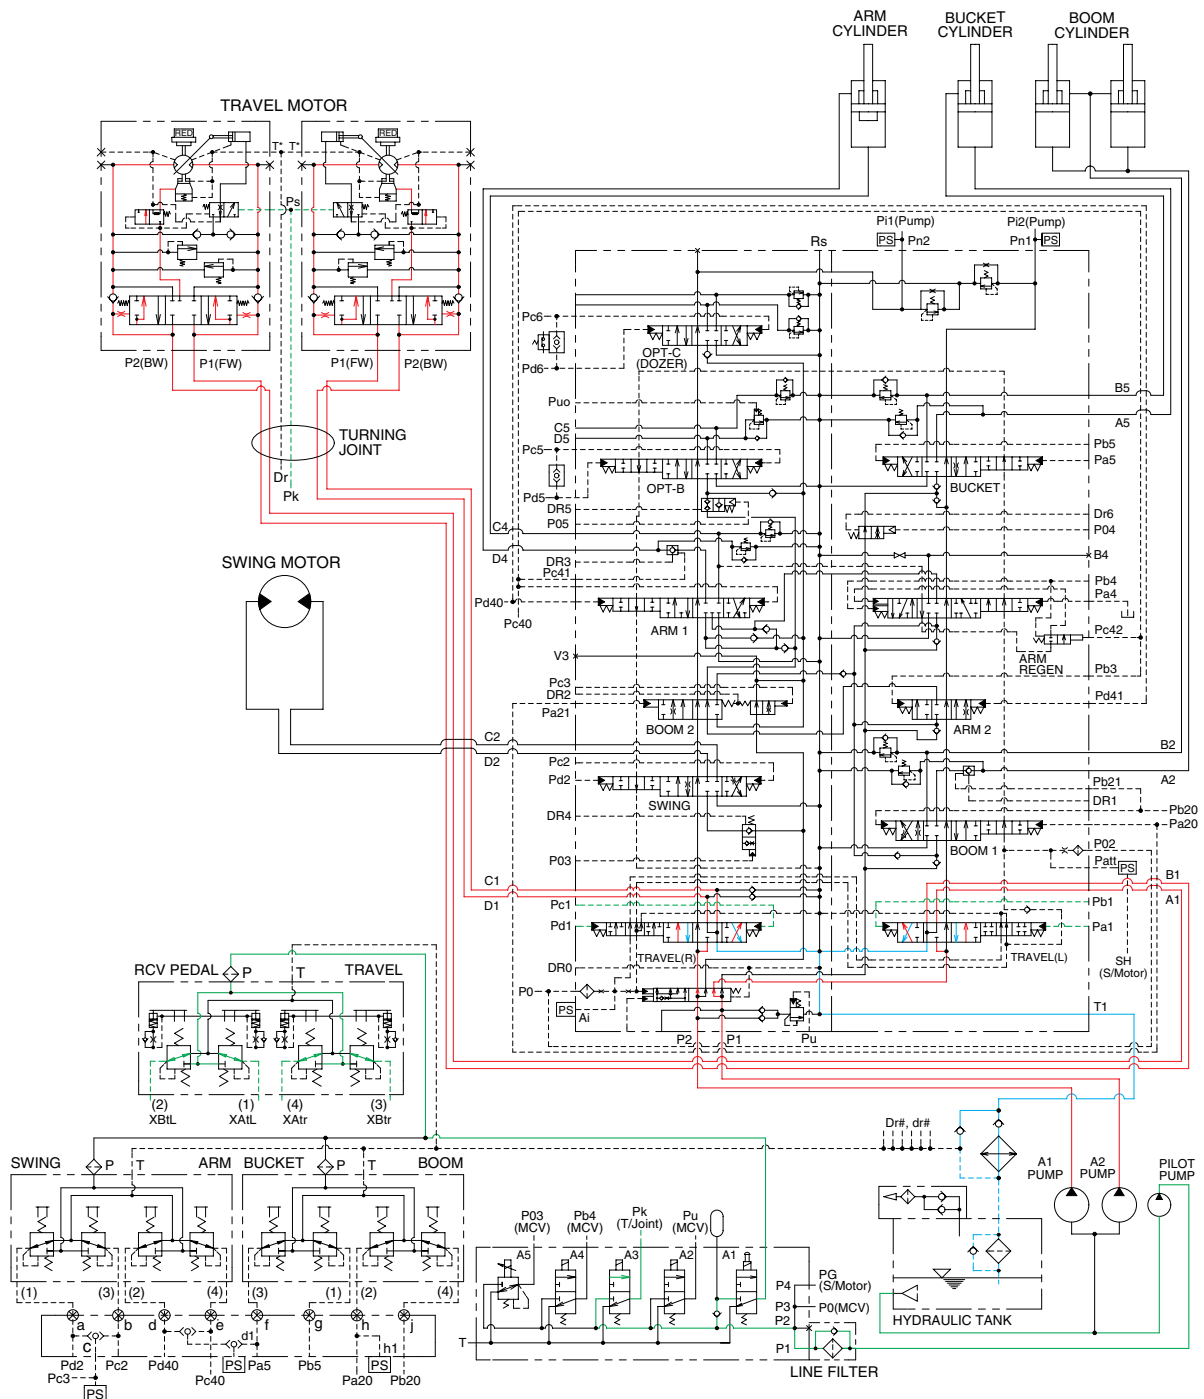 ARM
CYLINDER
BUCKET
CYLINDER
BOOM
CYLINDER
TRAVEL MOTOR
RED
RED
T*
T*
Ps
P2(BW)
P1(FW)
P1(FW)
P2(BW)
TURNING
JOINT
Dr
Pk
SWING MOTOR
Pi1(Pump)
Pi2(Pump)
PS
Pn2
Pn1
PS
Rs
Pc6
OPT-C
(DOZER)
Pd6
Puo
C5
D5
Pc5
Pd5
OPT-B
DR5
P05
C4
D4
DR3
Pc41
Pd40
Pc40
ARM 1
V3
Pc3
DR2
Pa21
BOOM 2
C2
D2
Pc2
Pd2
SWING
DR4
P03
C1
D1
Pc1
Pd1
TRAVEL(R)
DR0
P0
PS
Ai
P2
P1
Pu
B5
A5
Pb5
Pa5
BUCKET
Dr6
P04
B4
Pb4
Pa4
Pc42
ARM
REGEN
Pb3
Pd41
ARM 2
B2
A2
Pb21
DR1
Pb20
Pa20
BOOM 1
P02
Patt
PS
B1
A1
Pb1
Pa1
TRAVEL(L)
SH
(S/Motor)
T1
RCV PEDAL
P
T
TRAVEL
(2)
XBtL
(1)
XAtL
(4)
XAtr
(3)
XBtr
SWING
P
T
ARM
BUCKET
P
T
BOOM
(1)
(3)
(2)
(4)
(3)
(1)
(2)
(4)
a
b
d
e
f
g
h
j
c
d1
h1
PS
PS
Pd2
Pc2
Pd40
Pa5
Pb5
Pc3
PS
Pc40
Pa20
Pb20
P03
(MCV)
Pb4
(MCV)
Pk
(T/Joint)
Pu
(MCV)
A5
A4
A3
A2
A1
T
P4
P3
P2
P1
PG
(S/Motor)
P0(MCV)
LINE FILTER
Dr#, dr#
A1
PUMP
A2
PUMP
PILOT
PUMP
HYDRAULIC TANK